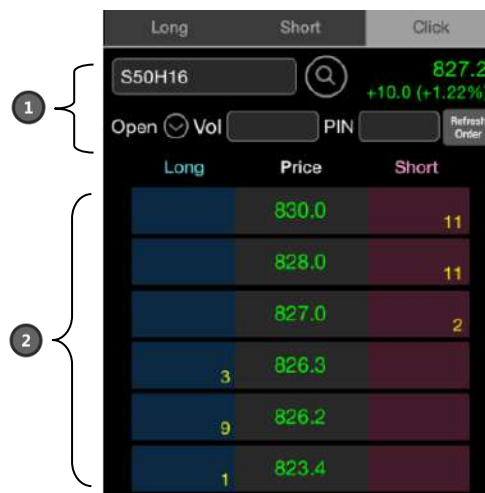 Long Short Click
S50H16 827.2
+10.0 (+1.22%)
1
Open Vol PIN Refresh
Order
Long Price Short
830.0 11
828.0 11
827.0 2
2
3 826.3
9 826.2
1 823.4